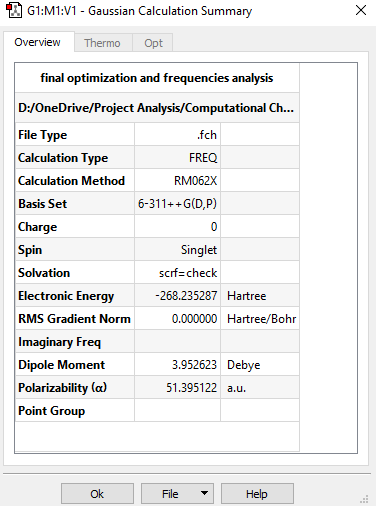 G1:M1:V1 - Gaussian Calculation Summary
Overview Thermo Opt
final optimization and frequencies analysis
D:/OneDrive/Project Analysis/Computational Ch...
File Type .fch
Calculation Type FREQ
Calculation Method RM062X
Basis Set 6-311++G(D,P)
Charge 0
Spin Singlet
Solvation scrf=check
Electronic Energy -268.235287 Hartree
RMS Gradient Norm 0.000000 Hartree/Bohr
Imaginary Freq
Dipole Moment 3.952623 Debye
Polarizability (α) 51.395122 a.u.
Point Group
Ok File Help